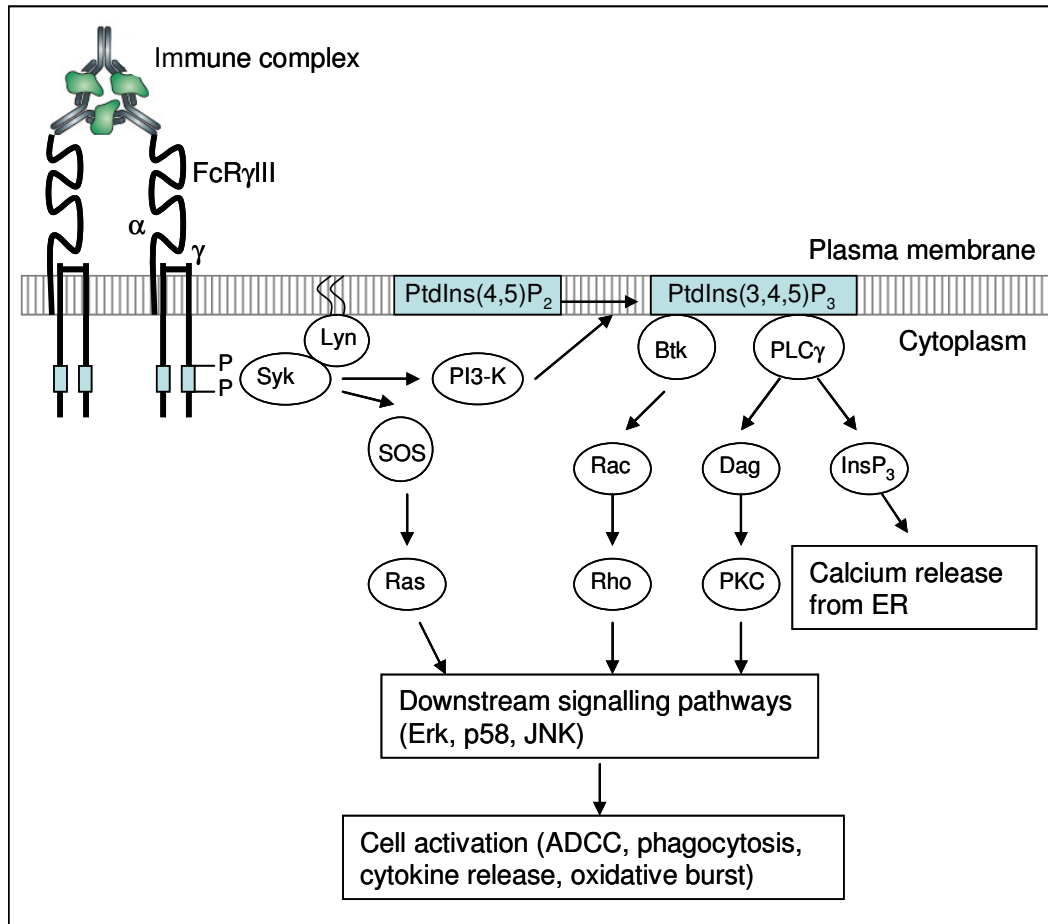 Immune complex
FcRγIII
α
γ
Plasma membrane
PtdIns(4,5)P₂
PtdIns(3,4,5)P₃
Cytoplasm
Lyn
Btk
PLCγ
P
P
Syk
PI3-K
SOS
Rac
Dag
InsP₃
Ras
Rho
PKC
Calcium release
from ER
Downstream signalling pathways
(Erk, p58, JNK)
Cell activation (ADCC, phagocytosis,
cytokine release, oxidative burst)